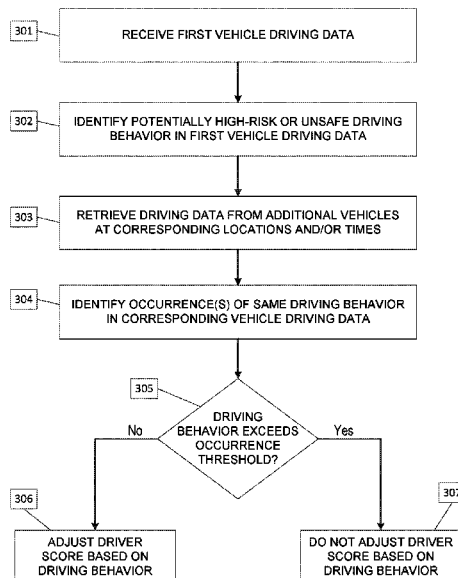 301
RECEIVE FIRST VEHICLE DRIVING DATA
302
IDENTIFY POTENTIALLY HIGH-RISK OR UNSAFE DRIVING
BEHAVIOR IN FIRST VEHICLE DRIVING DATA
303
RETRIEVE DRIVING DATA FROM ADDITIONAL VEHICLES
AT CORRESPONDING LOCATIONS AND/OR TIMES
304
IDENTIFY OCCURRENCE(S) OF SAME DRIVING BEHAVIOR
IN CORRESPONDING VEHICLE DRIVING DATA
305
DRIVING
BEHAVIOR EXCEEDS
OCCURRENCE
THRESHOLD?
No
Yes
306
ADJUST DRIVER
SCORE BASED ON
DRIVING BEHAVIOR
307
DO NOT ADJUST DRIVER
SCORE BASED ON
DRIVING BEHAVIOR